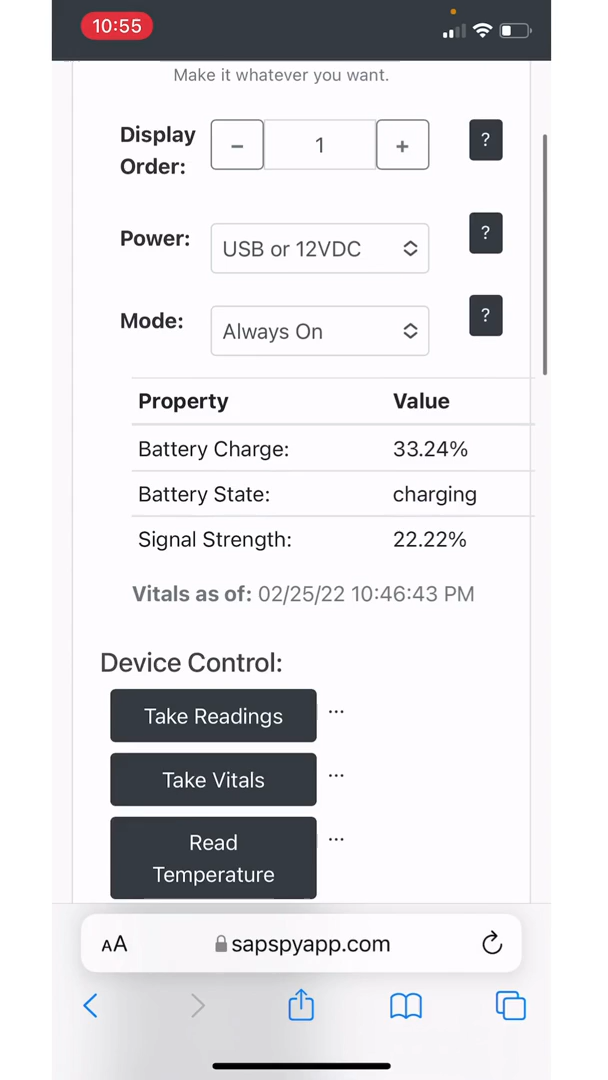 10:55
Make it whatever you want.
Display Order:
−
1
+
?
Power:
USB or 12VDC
?
Mode:
Always On
?
Property Value
Battery Charge: 33.24%
Battery State: charging
Signal Strength: 22.22%
Vitals as of: 02/25/22 10:46:43 PM
Device Control:
Take Readings ...
Take Vitals ...
Read Temperature ...
AA sapspyapp.com